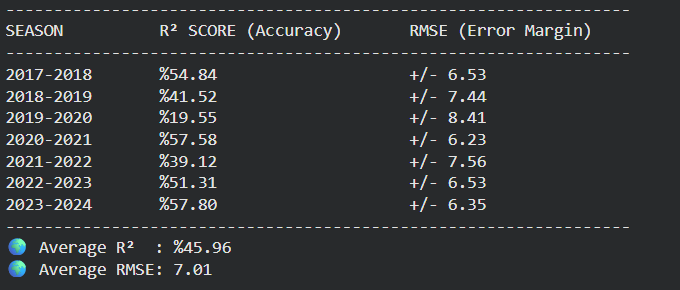 SEASON R² SCORE (Accuracy) RMSE (Error Margin)
2017-2018 %54.84 +/- 6.53
2018-2019 %41.52 +/- 7.44
2019-2020 %19.55 +/- 8.41
2020-2021 %57.58 +/- 6.23
2021-2022 %39.12 +/- 7.56
2022-2023 %51.31 +/- 6.53
2023-2024 %57.80 +/- 6.35
🌍 Average R² : %45.96
🌍 Average RMSE: 7.01